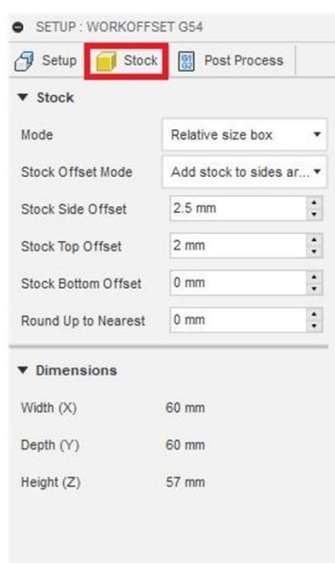 SETUP : WORKOFFSET G54
Setup Stock G1 G2 Post Process
▼ Stock
Mode Relative size box
Stock Offset Mode Add stock to sides ar...
Stock Side Offset 2.5 mm
Stock Top Offset 2 mm
Stock Bottom Offset 0 mm
Round Up to Nearest 0 mm
▼ Dimensions
Width (X) 60 mm
Depth (Y) 60 mm
Height (Z) 57 mm